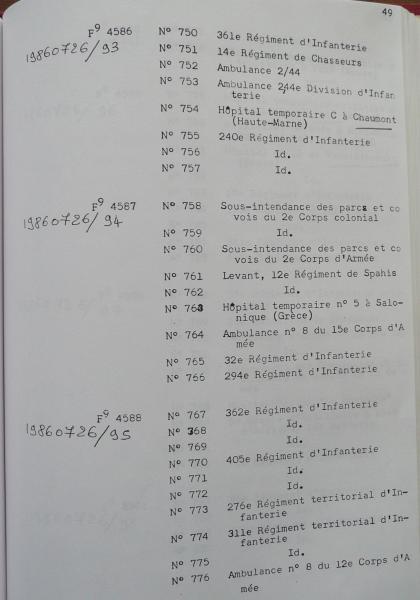 49
F9 4586 N° 750 361e Régiment d'Infanterie
19860726/93 N° 751 14e Régiment de Chasseurs
N° 752 Ambulance 2/44
N° 753 Ambulance 2/44e Division d'Infan
terie
N° 754 Hôpital temporaire C à Chaumont
(Haute-Marne)
N° 755 240e Régiment d'Infanterie
N° 756 Id.
N° 757 Id.
F9 4587 N° 758 Sous-intendance des parcs et co
19860726/94 vois du 2e Corps colonial
N° 759 Id.
N° 760 Sous-intendance des parcs et co
vois du 2e Corps d'Armée
N° 761 Levant, 12e Régiment de Spahis
N° 762 Id.
N° 763 Hôpital temporaire n° 5 à Salo-
nique (Grèce)
N° 764 Ambulance n° 8 du 15e Corps d'A
mée
N° 765 32e Régiment d'Infanterie
N° 766 294e Régiment d'Infanterie
F9 4588 N° 767 362e Régiment d'Infanterie
19860726/95 N° 368 Id.
N° 769 Id.
N° 770 405e Régiment d'Infanterie
N° 771 Id.
N° 772 Id.
N° 773 276e Régiment territorial d'In-
fanterie
N° 774 311e Régiment territorial d'In-
fanterie
N° 775 Id.
N° 776 Ambulance n° 8 du 12e Corps d'A
mée